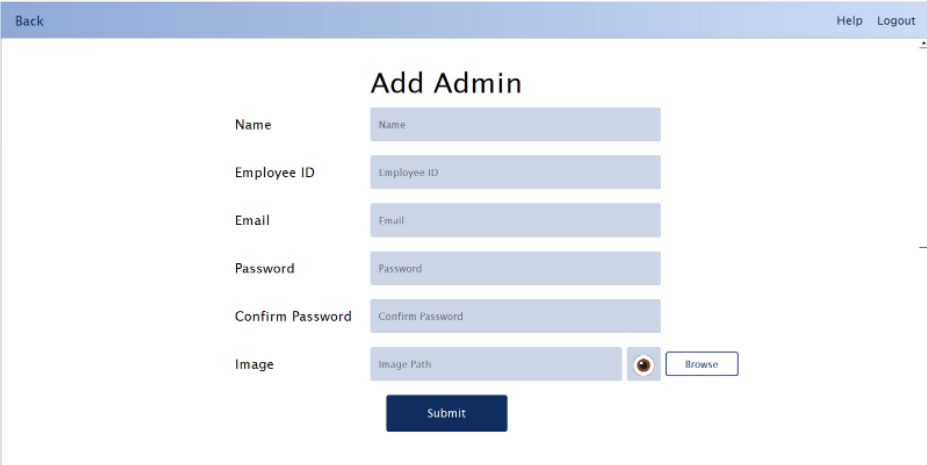 Back
Help Logout
Add Admin
Name
Name
Employee ID
Employee ID
Email
Email
Password
Password
Confirm Password
Confirm Password
Image
Image Path
Browse
Submit